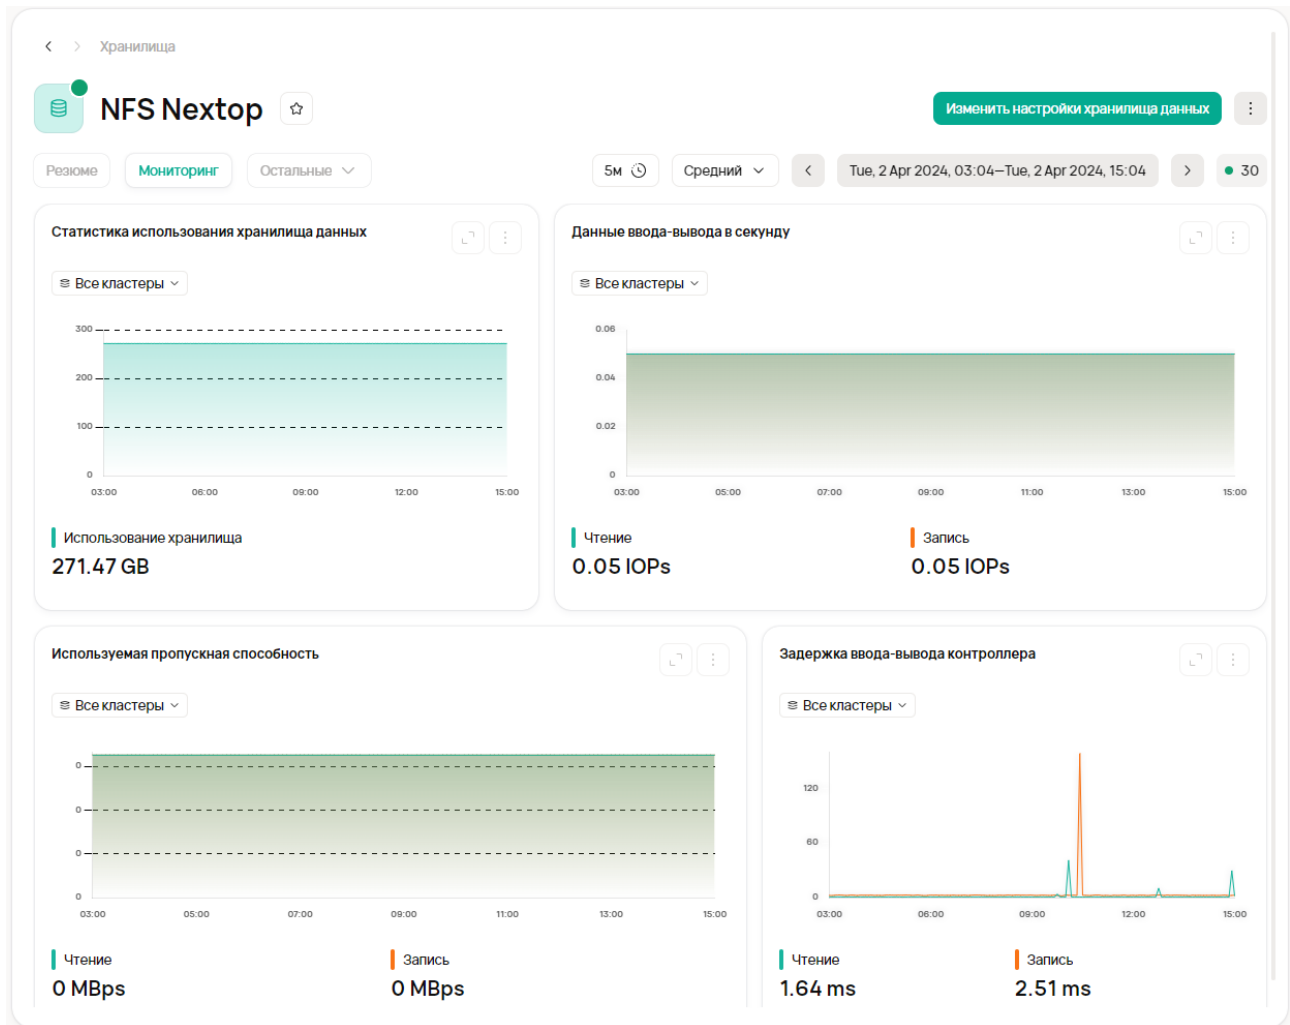 Хранилища
NFS Nextop
Изменить настройки хранилища данных
Резюме
Мониторинг
Остальные
5м
Средний
Tue, 2 Apr 2024, 03:04—Tue, 2 Apr 2024, 15:04
30
Статистика использования хранилища данных
Все кластеры
300
200
100
0
03:00 06:00 09:00 12:00 15:00
Использование хранилища
271.47 GB
Данные ввода-вывода в секунду
Все кластеры
0.06
0.04
0.02
0
03:00 05:00 07:00 09:00 11:00 13:00 15:00
Чтение
0.05 IOPs
Запись
0.05 IOPs
Используемая пропускная способность
Все кластеры
0
0
0
0
03:00 05:00 07:00 09:00 11:00 13:00 15:00
Чтение
0 MBps
Запись
0 MBps
Задержка ввода-вывода контроллера
Все кластеры
120
60
0
03:00 06:00 09:00 12:00 15:00
Чтение
1.64 ms
Запись
2.51 ms